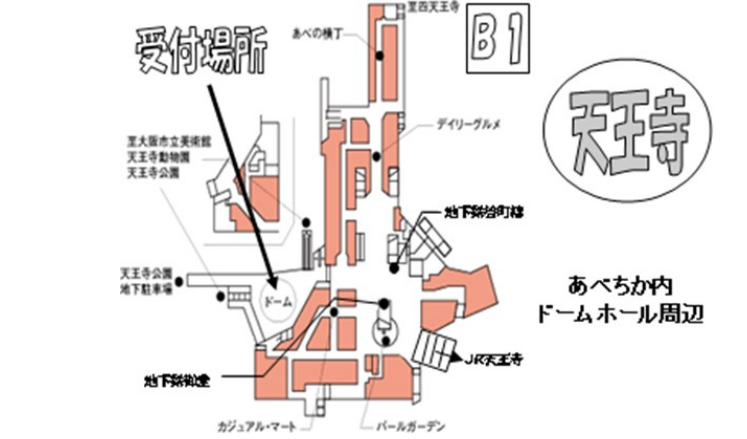 至四天王寺
あべの横丁
受付場所
B1
天王寺
デイリーグルメ
至大阪市立美術館
天王寺動物園
天王寺公園
地下鉄谷町線
天王寺公園
地下駐車場
ドーム
あべちか内
ドームホール周辺
JR天王寺
地下鉄御堂
カジュアル・マート
パールガーデン